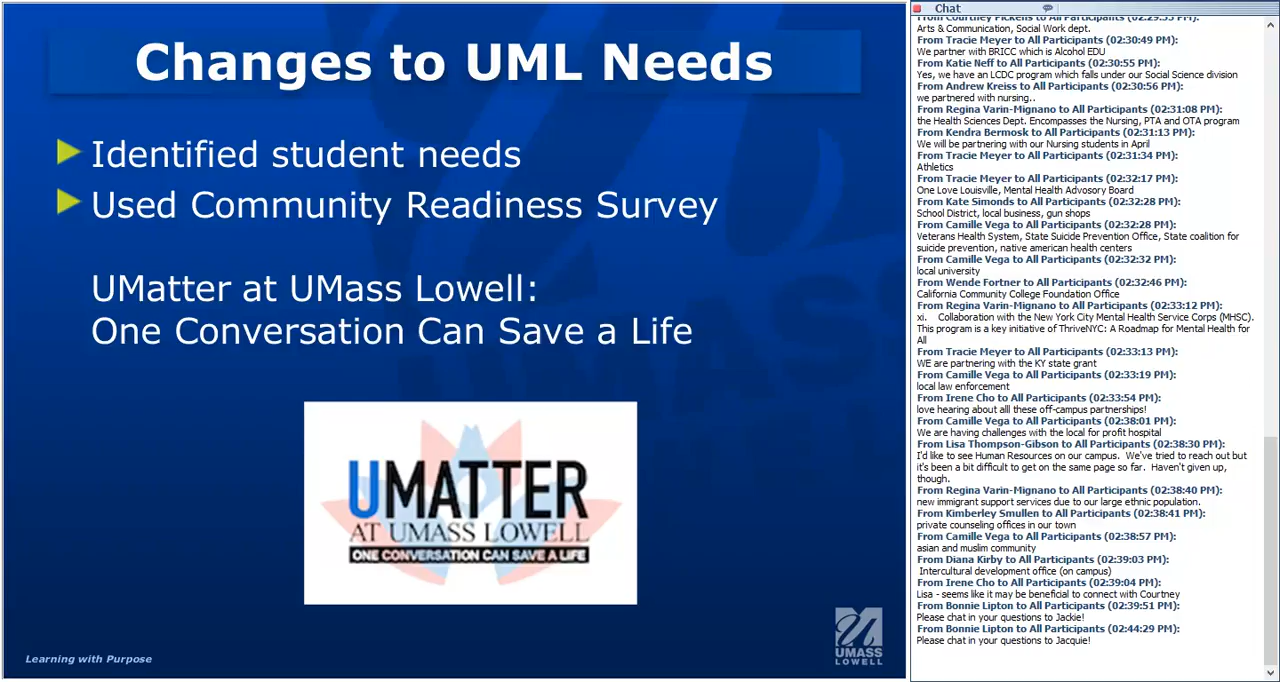 Changes to UML Needs
Identified student needs
Used Community Readiness Survey
UMatter at UMass Lowell:
One Conversation Can Save a Life
UMATTER
AT UMASS LOWELL
ONE CONVERSATION CAN SAVE A LIFE
Learning with Purpose
UMASS
LOWELL
Chat
From Courtney Pickens to All Participants (02:29:55 PM):
Arts & Communication, Social Work dept.
From Tracie Meyer to All Participants (02:30:49 PM):
We partner with BRICC which is Alcohol EDU
From Katie Neff to All Participants (02:30:55 PM):
Yes, we have an LCDC program which falls under our Social Science division
From Andrew Kreiss to All Participants (02:30:56 PM):
we partnered with nursing..
From Regina Varin-Mignano to All Participants (02:31:08 PM):
the Health Sciences Dept. Encompasses the Nursing, PTA and OTA program
From Kendra Bermosk to All Participants (02:31:13 PM):
We will be partnering with our Nursing students in April
From Tracie Meyer to All Participants (02:31:34 PM):
Athletics
From Tracie Meyer to All Participants (02:32:17 PM):
One Love Louisville, Mental Health Advosory Board
From Kate Simonds to All Participants (02:32:28 PM):
School District, local business, gun shops
From Camille Vega to All Participants (02:32:28 PM):
Veterans Health System, State Suicide Prevention Office, State coalition for
suicide prevention, native american health centers
From Camille Vega to All Participants (02:32:32 PM):
local university
From Wende Fortner to All Participants (02:32:46 PM):
California Community College Foundation Office
From Regina Varin-Mignano to All Participants (02:33:12 PM):
xi. Collaboration with the New York City Mental Health Service Corps (MHSC).
This program is a key initiative of ThriveNYC: A Roadmap for Mental Health for
All
From Tracie Meyer to All Participants (02:33:13 PM):
WE are partnering with the KY state grant
From Camille Vega to All Participants (02:33:19 PM):
local law enforcement
From Irene Cho to All Participants (02:33:54 PM):
love hearing about all these off-campus partnerships!
From Camille Vega to All Participants (02:38:01 PM):
We are having challenges with the local for profit hospital
From Lisa Thompson-Gibson to All Participants (02:38:30 PM):
I'd like to see Human Resources on our campus. We've tried to reach out but
it's been a bit difficult to get on the same page so far. Haven't given up,
though.
From Regina Varin-Mignano to All Participants (02:38:40 PM):
new immigrant support services due to our large ethnic population.
From Kimberley Smullen to All Participants (02:38:41 PM):
private counseling offices in our town
From Camille Vega to All Participants (02:38:57 PM):
asian and muslim community
From Diana Kirby to All Participants (02:39:03 PM):
Intercultural development office (on campus)
From Irene Cho to All Participants (02:39:04 PM):
Lisa - seems like it may be beneficial to connect with Courtney
From Bonnie Lipton to All Participants (02:39:51 PM):
Please chat in your questions to Jackie!
From Bonnie Lipton to All Participants (02:44:29 PM):
Please chat in your questions to Jacquie!